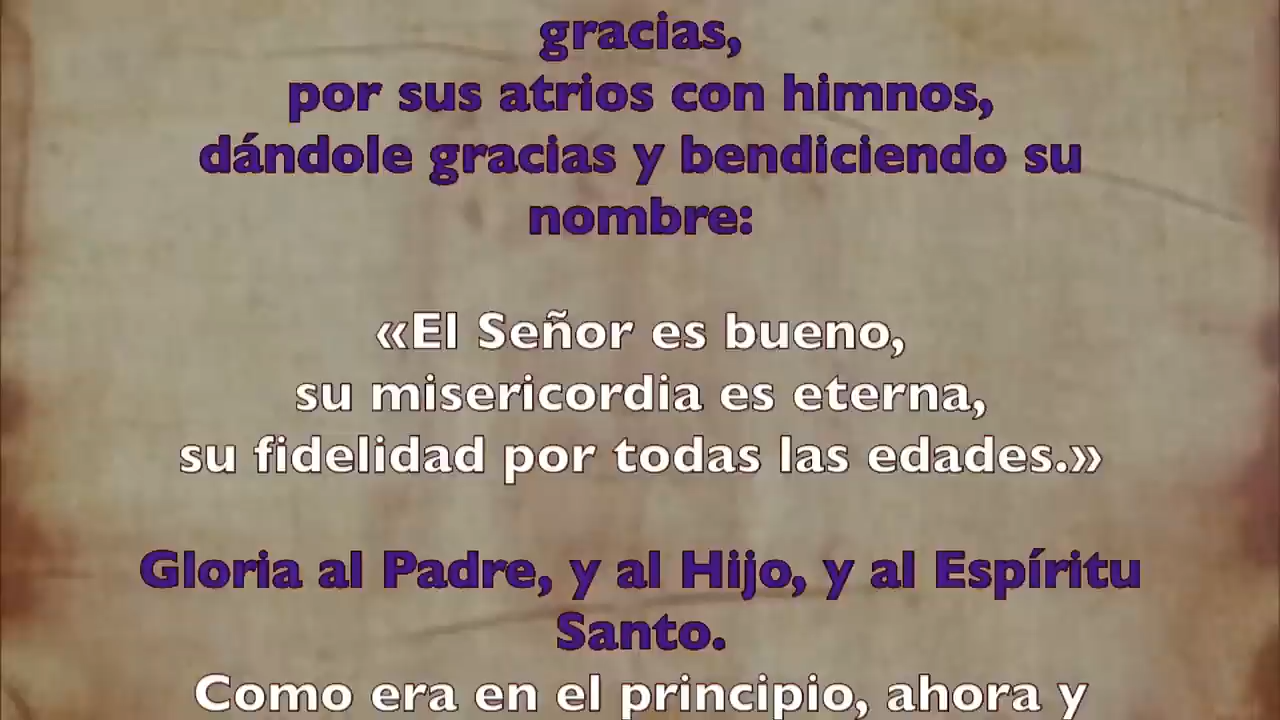 gracias,
por sus atrios con himnos,
dándole gracias y bendiciendo su
nombre:
«El Señor es bueno,
su misericordia es eterna,
su fidelidad por todas las edades.»
Gloria al Padre, y al Hijo, y al Espíritu
Santo.
Como era en el principio, ahora y